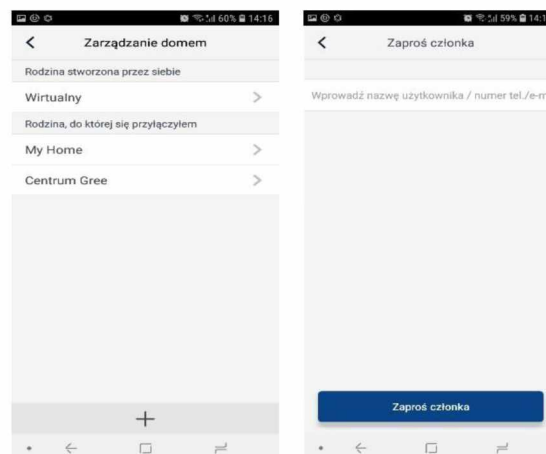 60% 14:16
Zarządzanie domem
Rodzina stworzona przez siebie
Wirtualny
Rodzina, do której się przyłączyłem
My Home
Centrum Gree
59% 14:1
Zaproś członka
Wprowadź nazwę użytkownika / numer tel./e-m
Zaproś członka